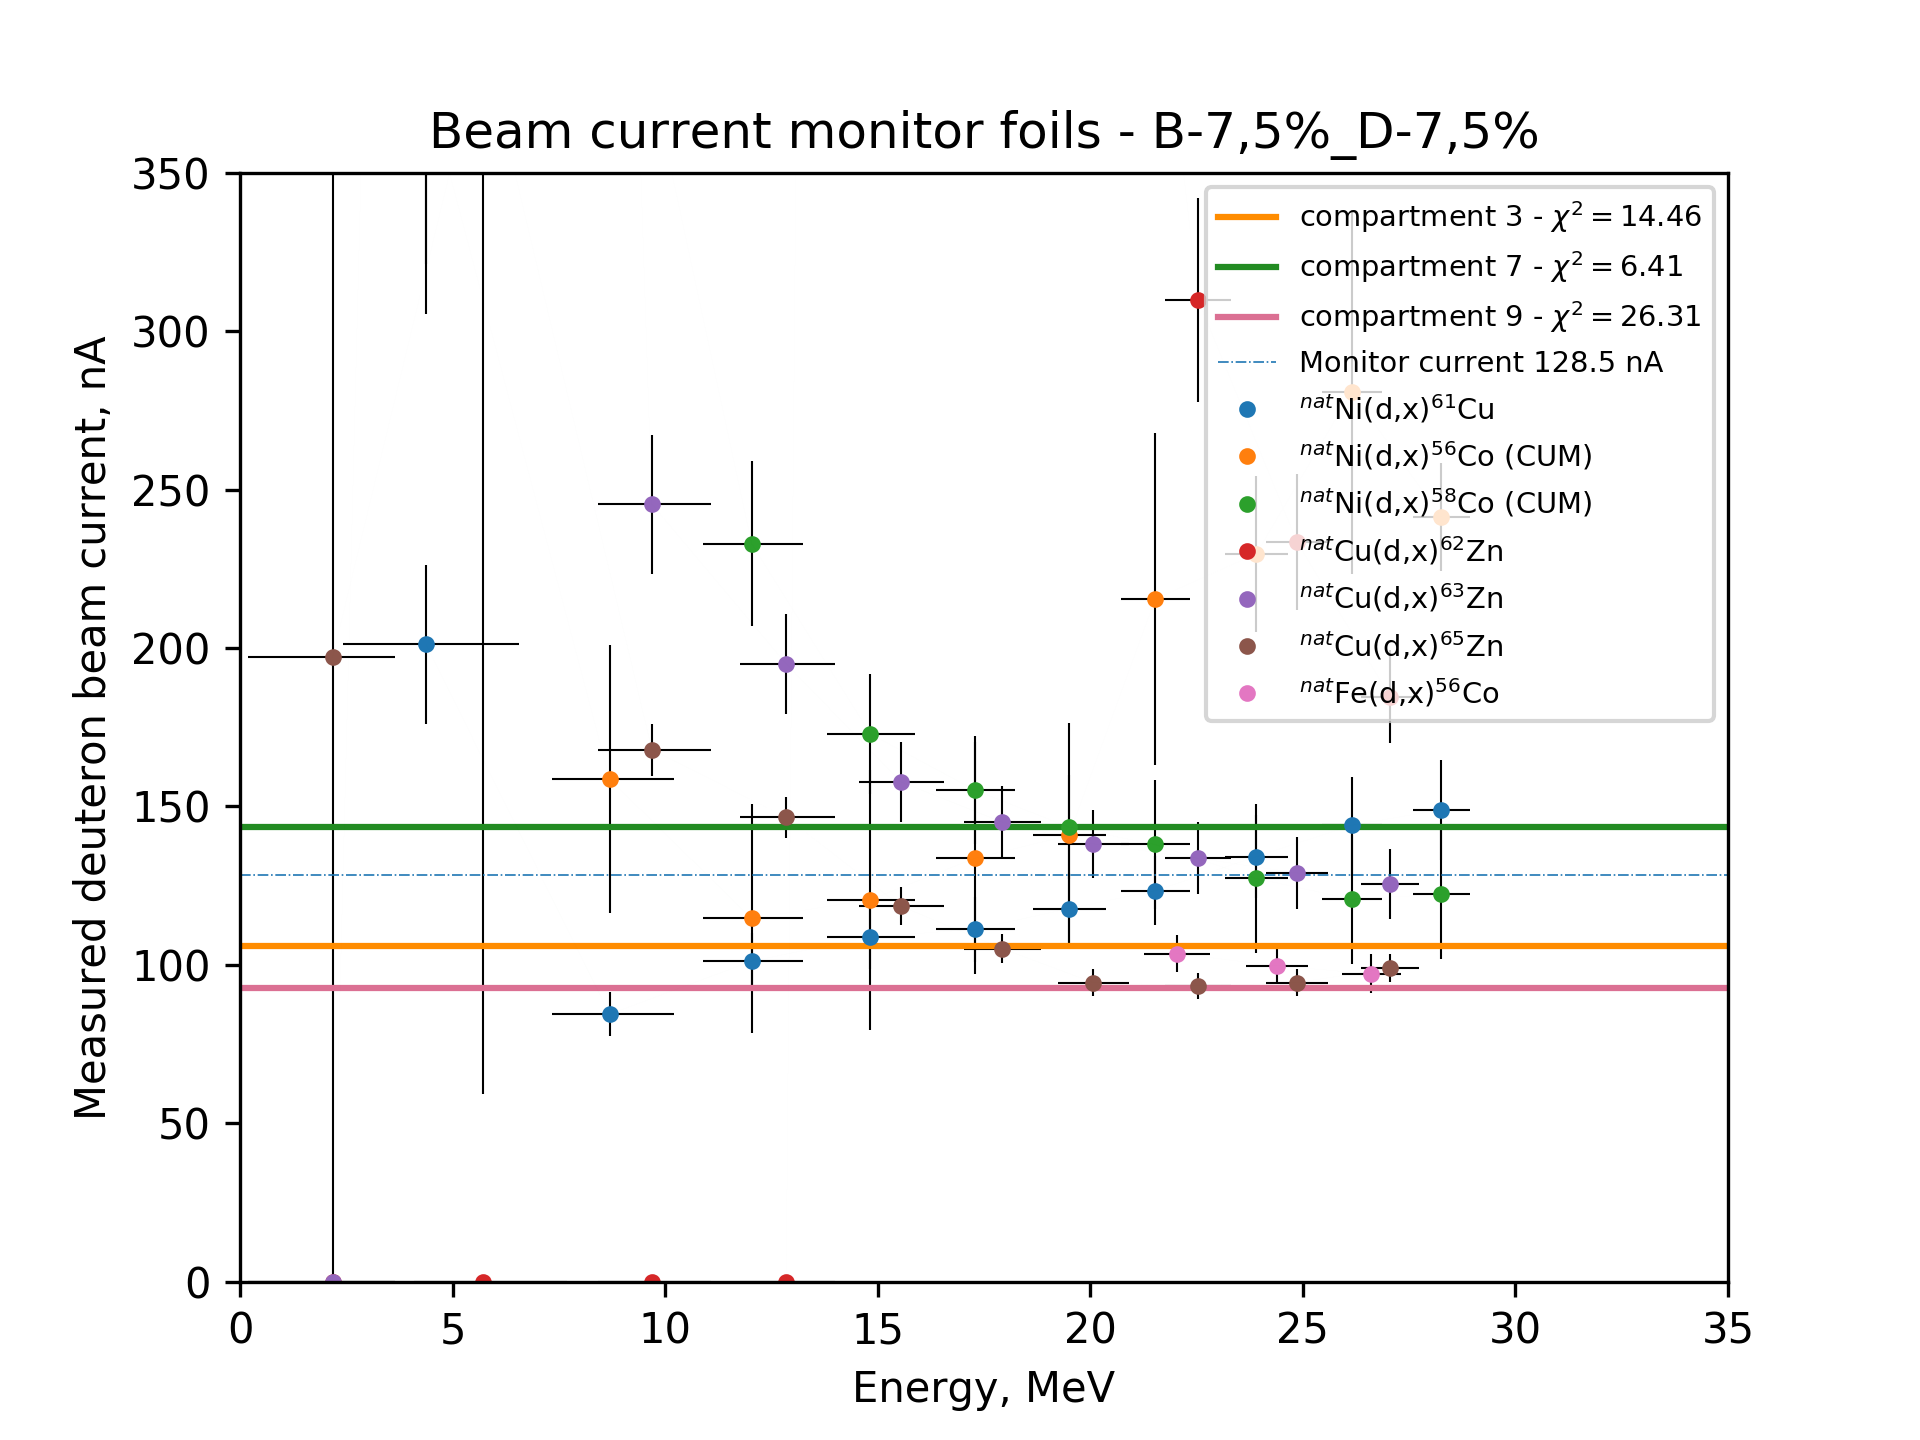 Beam current monitor foils - B-7,5%_D-7,5%
Measured deuteron beam current, nA
350
300
250
200
150
100
50
0
0 5 10 15 20 25 30 35
Energy, MeV
compartment 3 - χ² = 14.46
compartment 7 - χ² = 6.41
compartment 9 - χ² = 26.31
Monitor current 128.5 nA
ⁿᵃᵗNi(d,x)⁶¹Cu
ⁿᵃᵗNi(d,x)⁵⁶Co (CUM)
ⁿᵃᵗNi(d,x)⁵⁸Co (CUM)
ⁿᵃᵗCu(d,x)⁶²Zn
ⁿᵃᵗCu(d,x)⁶³Zn
ⁿᵃᵗCu(d,x)⁶⁵Zn
ⁿᵃᵗFe(d,x)⁵⁶Co